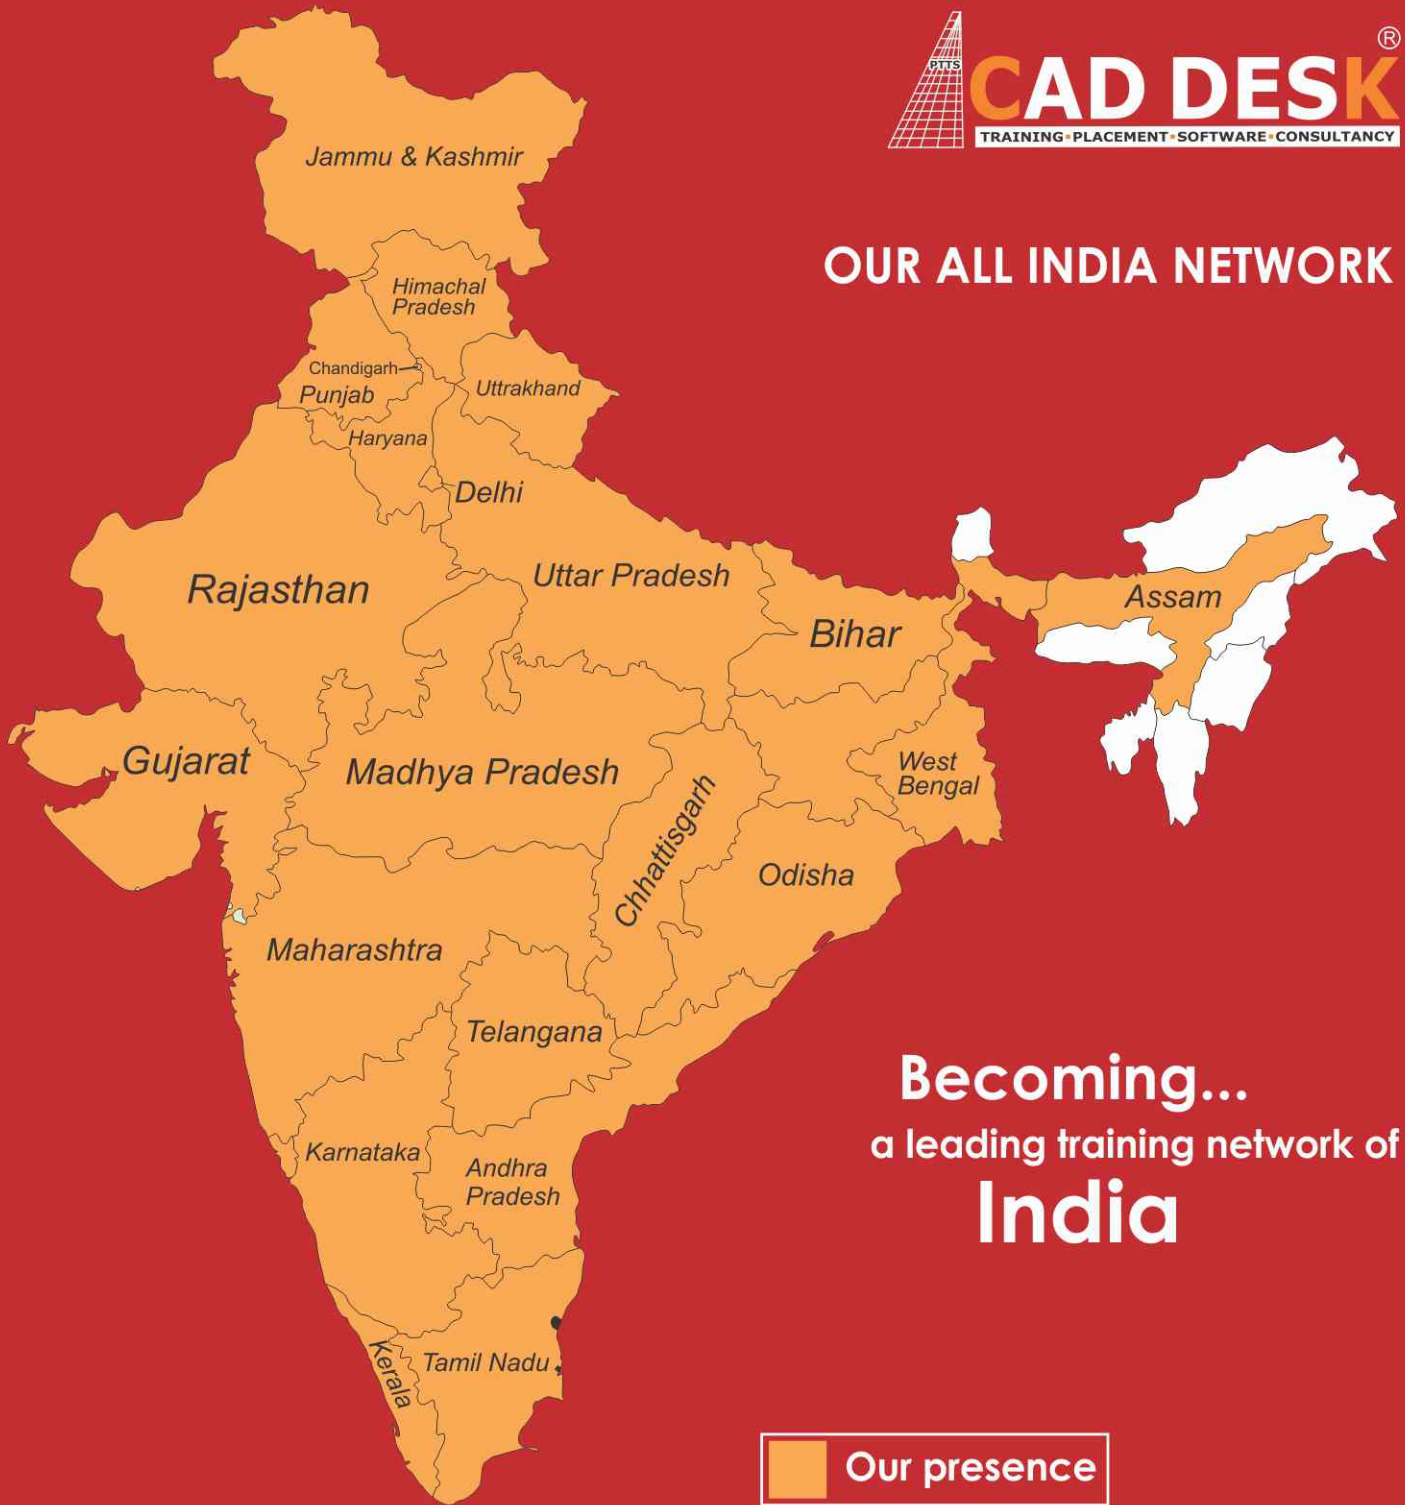 PTTS
CAD DESK®
TRAINING▪PLACEMENT▪SOFTWARE▪CONSULTANCY
OUR ALL INDIA NETWORK
Jammu & Kashmir
Himachal
Pradesh
Chandigarh
Punjab
Uttrakhand
Haryana
Delhi
Rajasthan
Uttar Pradesh
Bihar
Assam
Gujarat
Madhya Pradesh
West
Bengal
Chhattisgarh
Odisha
Maharashtra
Telangana
Karnataka
Andhra
Pradesh
Kerala
Tamil Nadu
Becoming...
a leading training network of
India
Our presence